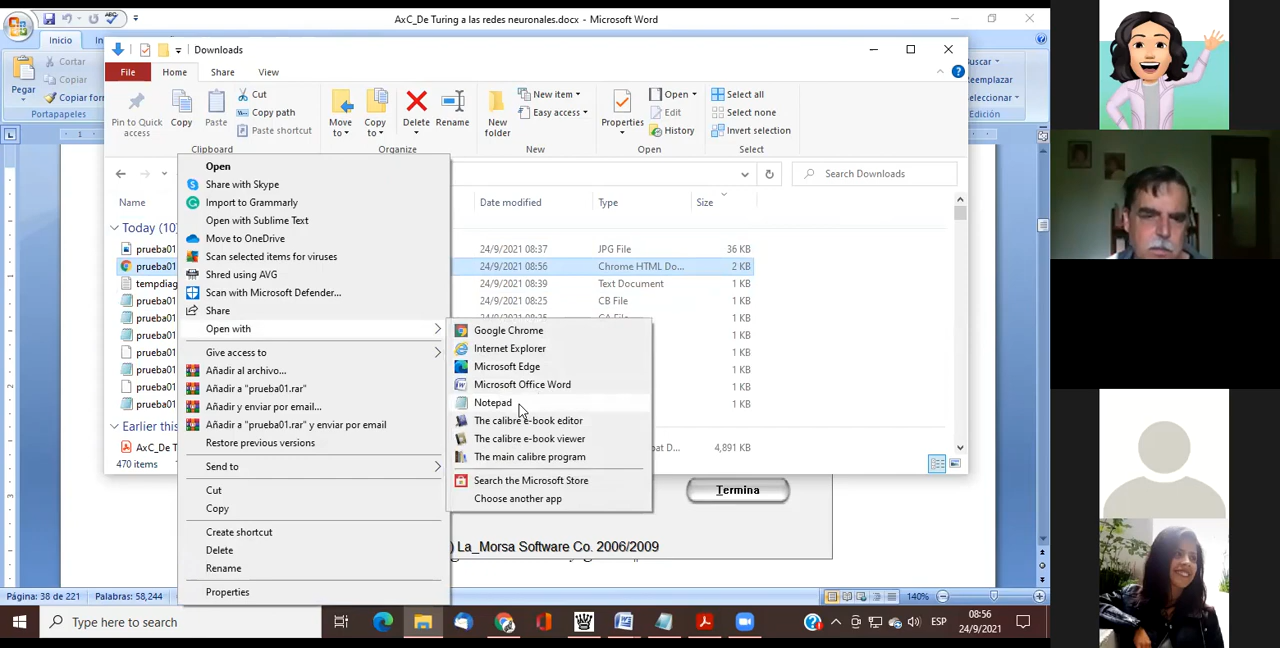 AxC_De Turing a las redes neuronales.docx - Microsoft Word
Inicio
Cortar
Copiar
Pegar
Copiar for
Portapapeles
Buscar
Reemplazar
Seleccionar
Edición
Downloads
File
Home
Share
View
Pin to Quick access
Copy
Paste
Cut
Copy path
Paste shortcut
Clipboard
Move to
Copy to
Delete
Rename
Organize
New folder
New item
Easy access
New
Properties
Open
Edit
History
Open
Select all
Select none
Invert selection
Select
Search Downloads
Name
Date modified
Type
Size
Today (10)
prueba01
24/9/2021 08:37
JPG File
36 KB
prueba01
24/9/2021 08:56
Chrome HTML Do...
2 KB
tempdiag
24/9/2021 08:39
Text Document
1 KB
prueba01
24/9/2021 08:25
CB File
1 KB
prueba01
1 KB
prueba01
1 KB
prueba01
1 KB
prueba01
1 KB
prueba01
1 KB
prueba01
1 KB
Earlier this
AxC_De T
4,891 KB
470 items
Open
Share with Skype
Import to Grammarly
Open with Sublime Text
Move to OneDrive
Scan selected items for viruses
Shred using AVG
Scan with Microsoft Defender...
Share
Open with
Give access to
Añadir al archivo...
Añadir a "prueba01.rar"
Añadir y enviar por email...
Añadir a "prueba01.rar" y enviar por email
Restore previous versions
Send to
Cut
Copy
Create shortcut
Delete
Rename
Properties
Google Chrome
Internet Explorer
Microsoft Edge
Microsoft Office Word
Notepad
The calibre e-book editor
The calibre e-book viewer
The main calibre program
Search the Microsoft Store
Choose another app
Termina
) La_Morsa Software Co. 2006/2009
Página: 38 de 221
Palabras: 58,244
140%
Type here to search
ESP
08:56
24/9/2021